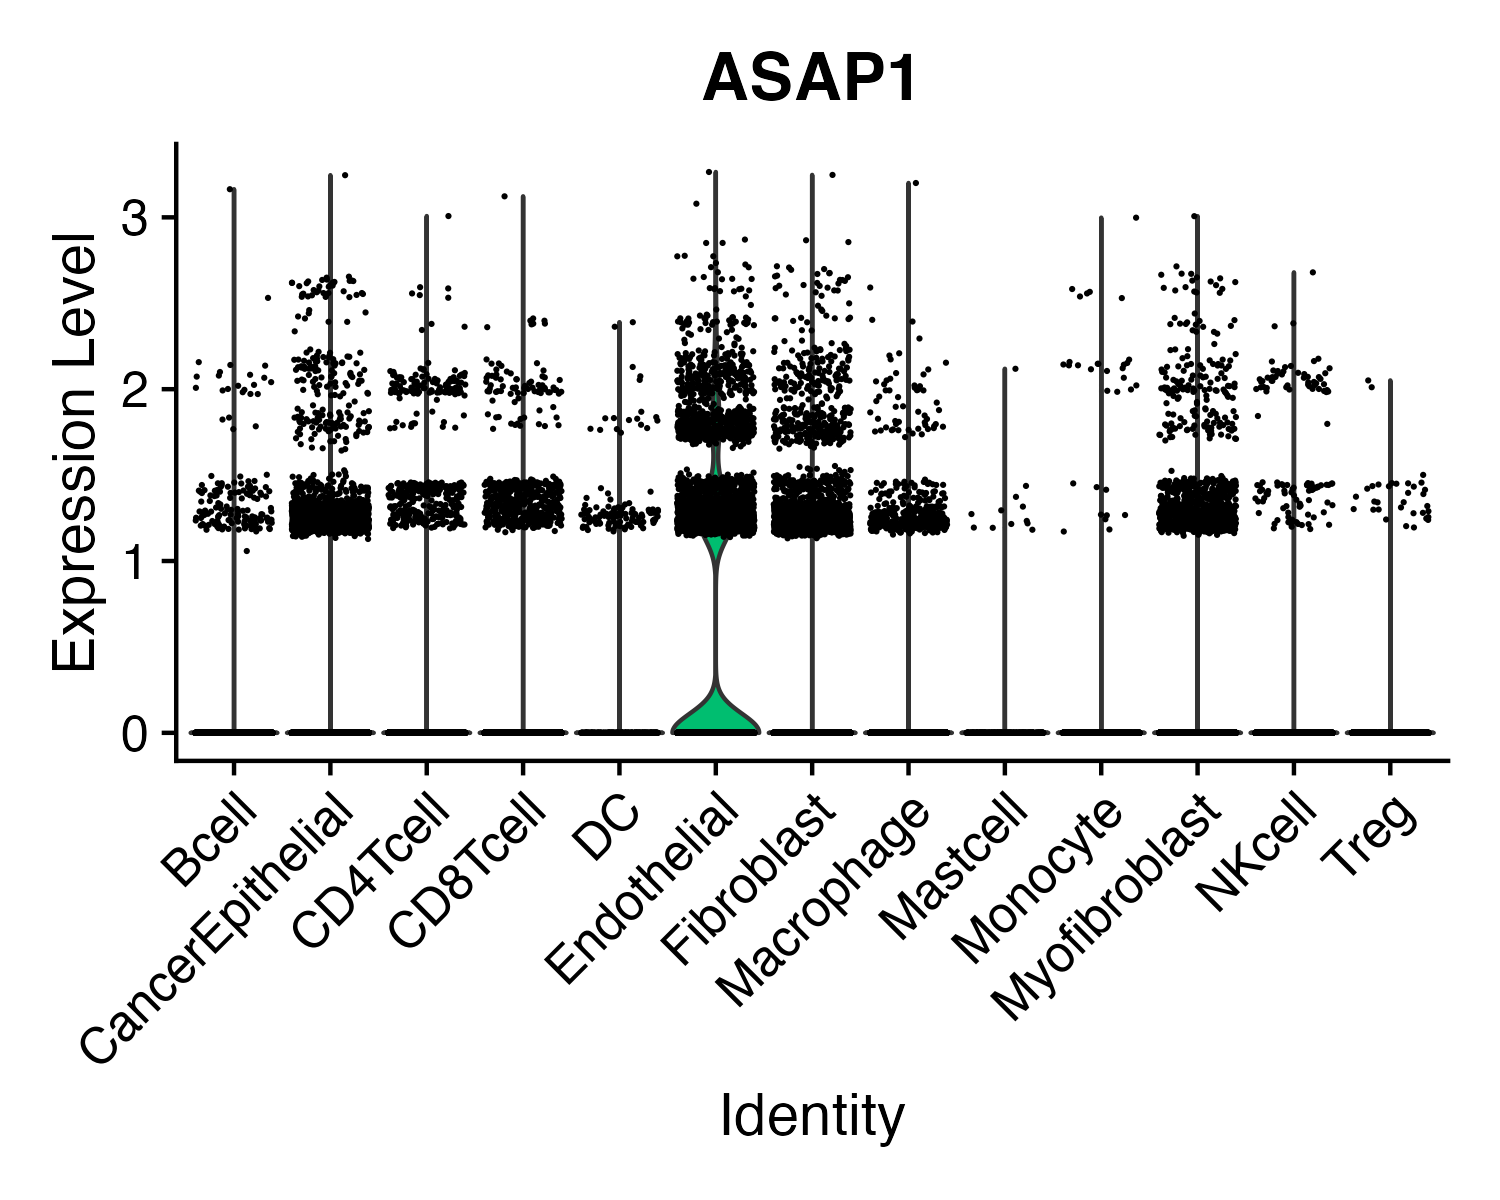 ASAP1
Expression Level
3
2
1
0
Bcell
CancerEpithelial
CD4Tcell
CD8Tcell
DC
Endothelial
Fibroblast
Macrophage
Mastcell
Monocyte
Myofibroblast
NKcell
Treg
Identity